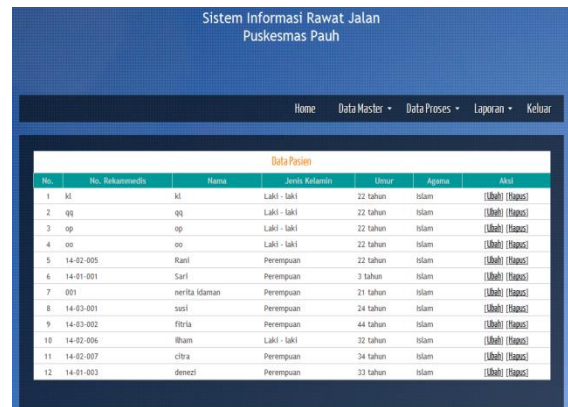 Sistem Informasi Rawat Jalan
Puskesmas Pauh
Home Data Master Data Proses Laporan Keluar
Data Pasien
No. No. Rekammedis Nama Jenis Kelamin Umur Agama Aksi
1 kl kl Laki - laki 22 tahun Islam [Ubah] [Hapus]
2 qq qq Laki - laki 22 tahun Islam [Ubah] [Hapus]
3 op op Laki - laki 22 tahun Islam [Ubah] [Hapus]
4 oo oo Laki - laki 22 tahun Islam [Ubah] [Hapus]
5 14-02-005 Rani Perempuan 22 tahun Islam [Ubah] [Hapus]
6 14-01-001 Sari Perempuan 3 tahun Islam [Ubah] [Hapus]
7 001 nerita idaman Perempuan 21 tahun Islam [Ubah] [Hapus]
8 14-03-001 susi Perempuan 24 tahun Islam [Ubah] [Hapus]
9 14-03-002 fitria Perempuan 44 tahun Islam [Ubah] [Hapus]
10 14-02-006 ilham Laki - laki 32 tahun Islam [Ubah] [Hapus]
11 14-02-007 citra Perempuan 34 tahun Islam [Ubah] [Hapus]
12 14-01-003 denezi Perempuan 33 tahun Islam [Ubah] [Hapus]